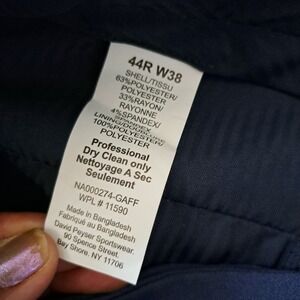 44R W38
SHELL/TISSU
63%POLYESTER/
POLYESTER
33%RAYON/
RAYONNE
4%SPANDEX/
SPANDEX
LINING/DOUBLURE
100%POLYESTER/
POLYESTER
Professional
Dry Clean only
Nettoyage A Sec
Seulement
NA000274-GAFF
WPL # 11590
Made in Bangladesh
Fabriqué au Bangladesh
David Peyser Sportswear.
90 Spence Street,
Bay Shore, NY 11706